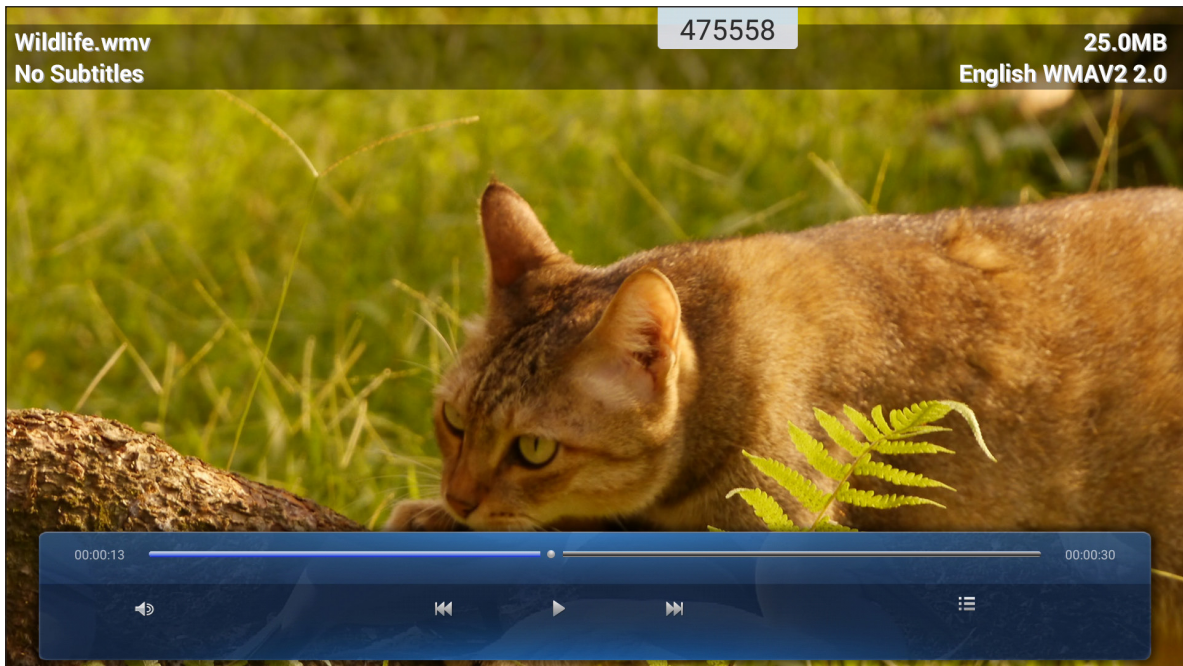 Wildlife.wmv
475558
25.0MB
No Subtitles
English WMAV2 2.0
00:00:13
00:00:30